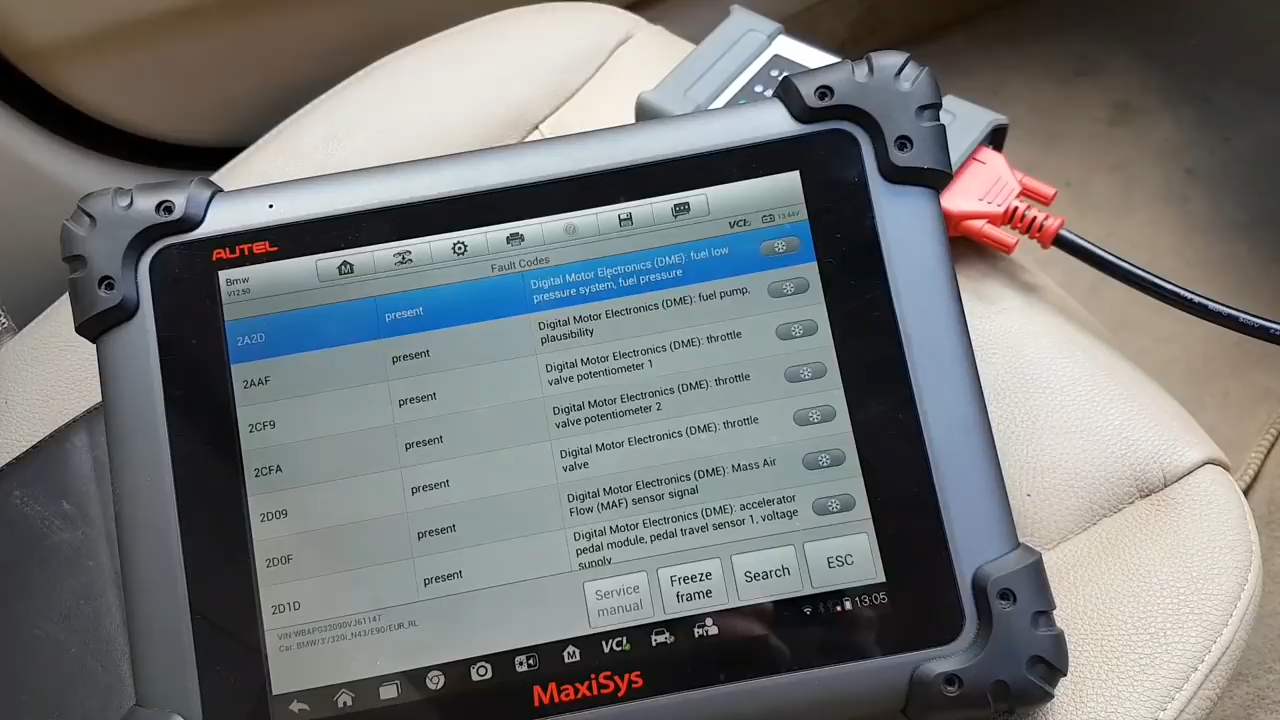 AUTEL
Bmw
V12.50
Fault Codes
VCI
13.44V
2A2D
present
Digital Motor Electronics (DME): fuel low
pressure system, fuel pressure
2AAF
present
Digital Motor Electronics (DME): fuel pump,
plausibility
2CF9
present
Digital Motor Electronics (DME): throttle
valve potentiometer 1
2CFA
present
Digital Motor Electronics (DME): throttle
valve potentiometer 2
2D09
present
Digital Motor Electronics (DME): throttle
valve
2D0F
present
Digital Motor Electronics (DME): Mass Air
Flow (MAF) sensor signal
2D1D
present
Digital Motor Electronics (DME): accelerator
pedal module, pedal travel sensor 1, voltage
supply
Service
manual
Freeze
frame
Search
ESC
VIN:WBAPG32090VJ6114T
Car: BMW/3'/320i_N43/E90/EUR_RL
VCI
13:05
MaxiSys